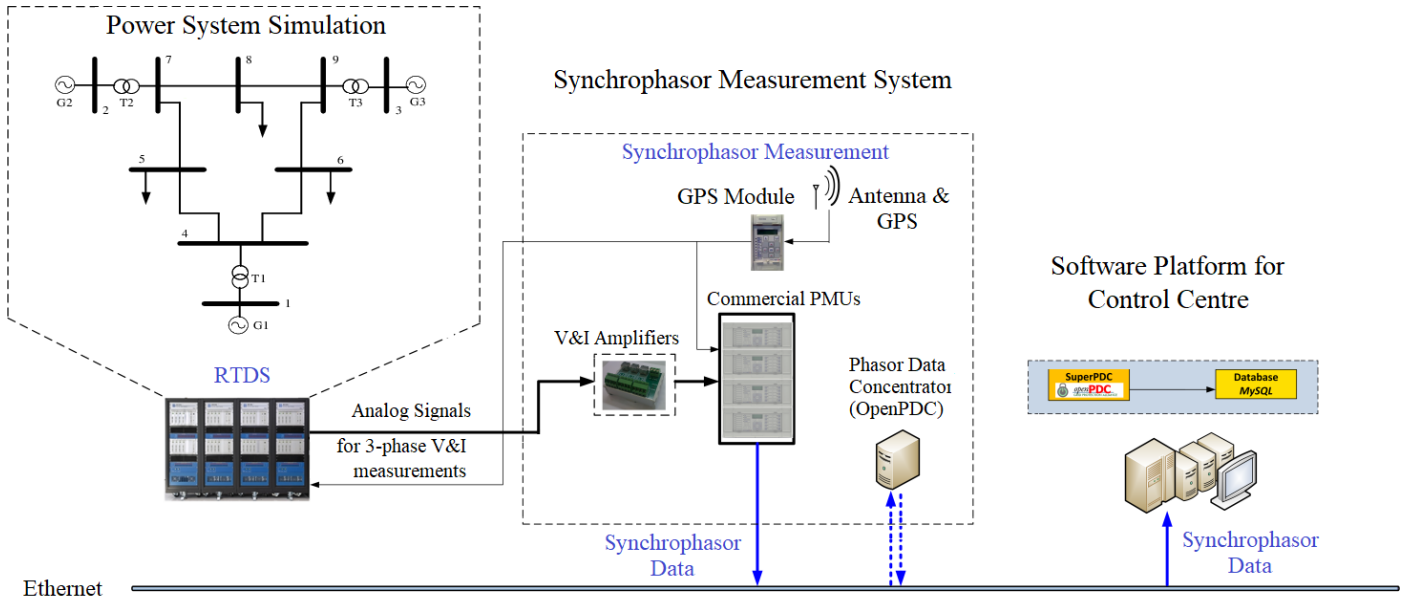 Power System Simulation
7
8
9
G2
T2
T3
G3
2
3
5
6
4
T1
1
G1
RTDS
Analog Signals
for 3-phase V&I
measurements
Synchrophasor Measurement System
Synchrophasor Measurement
GPS Module
Antenna &
GPS
Commercial PMUs
V&I Amplifiers
Phasor Data
Concentrator
(OpenPDC)
Synchrophasor
Data
Software Platform for
Control Centre
SuperPDC
openPDC
Database
MySQL
Synchrophasor
Data
Ethernet